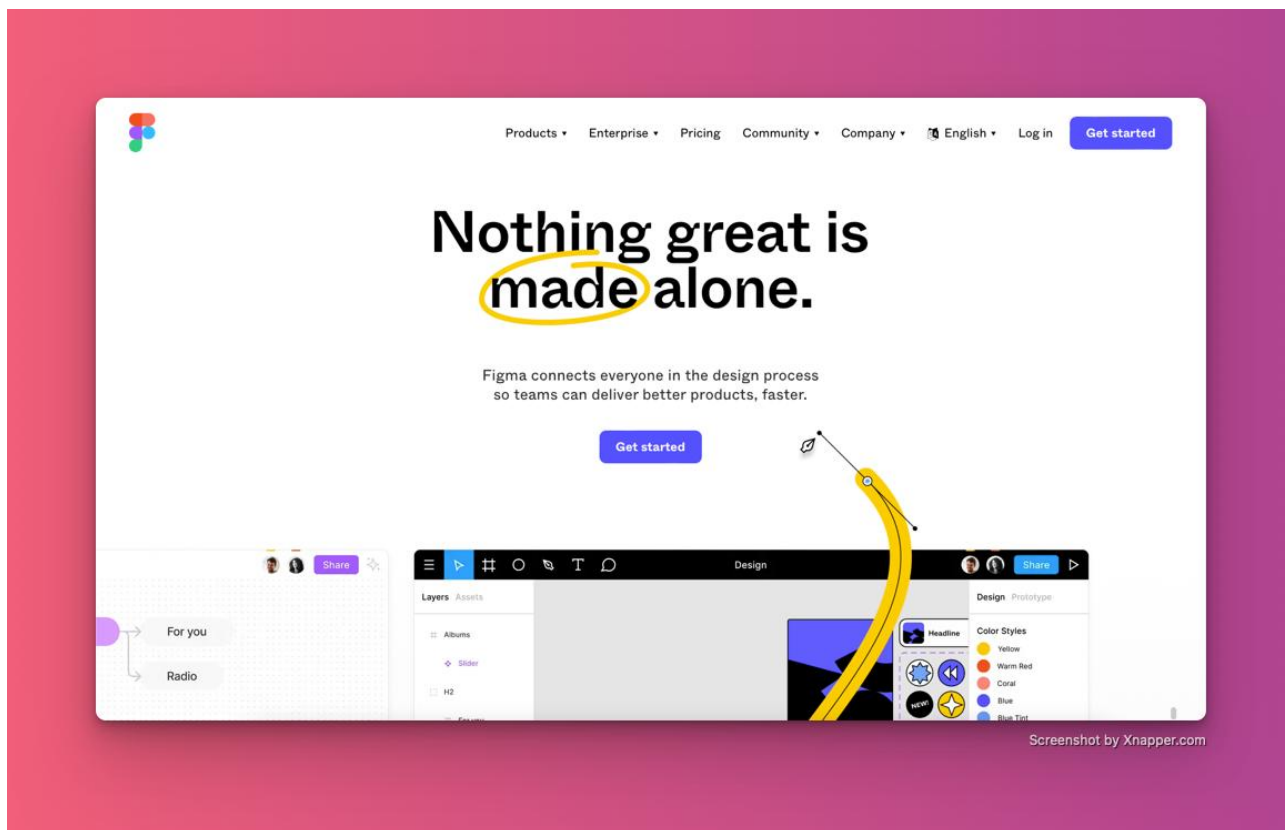 Products ▾ Enterprise ▾ Pricing Community ▾ Company ▾ English ▾ Log in Get started
Nothing great is
made alone.
Figma connects everyone in the design process
so teams can deliver better products, faster.
Get started
Share
For you
Radio
Design
Share
Layers Assets
Albums
Slider
H2
For you
Headline
NEW!
Design Prototype
Color Styles
Yellow
Warm Red
Coral
Blue
Blue Tint
Screenshot by Xnapper.com